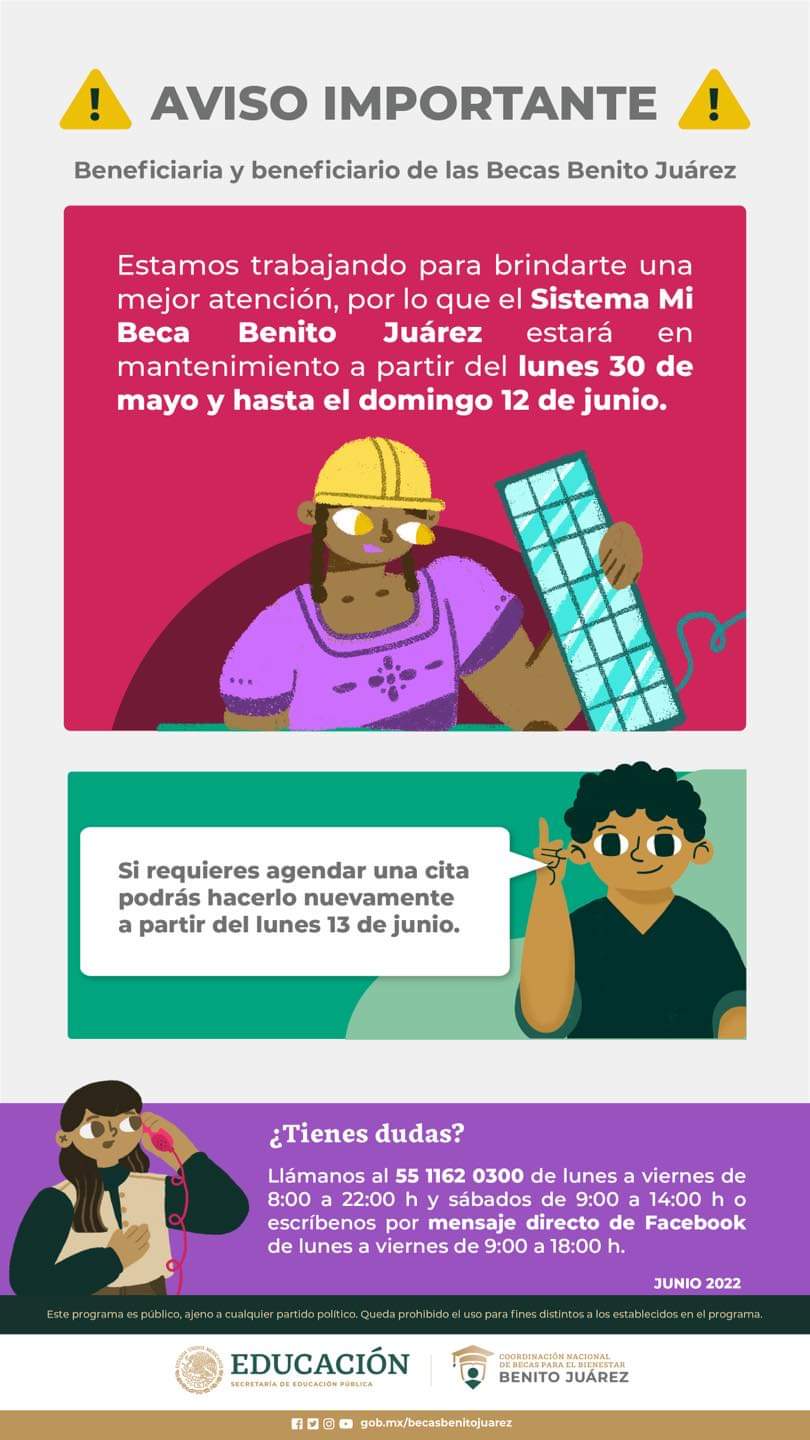 AVISO IMPORTANTE
Beneficiaria y beneficiario de las Becas Benito Juárez
Estamos trabajando para brindarte una
mejor atención, por lo que el Sistema Mi
Beca Benito Juárez estará en
mantenimiento a partir del lunes 30 de
mayo y hasta el domingo 12 de junio.
Si requieres agendar una cita
podrás hacerlo nuevamente
a partir del lunes 13 de junio.
¿Tienes dudas?
Llámanos al 55 1162 0300 de lunes a viernes de
8:00 a 22:00 h y sábados de 9:00 a 14:00 h o
escríbenos por mensaje directo de Facebook
de lunes a viernes de 9:00 a 18:00 h.
JUNIO 2022
Este programa es público, ajeno a cualquier partido político. Queda prohibido el uso para fines distintos a los establecidos en el programa.
EDUCACIÓN
SECRETARÍA DE EDUCACIÓN PÚBLICA
COORDINACIÓN NACIONAL
DE BECAS PARA EL BIENESTAR
BENITO JUÁREZ
gob.mx/becasbenitojuarez